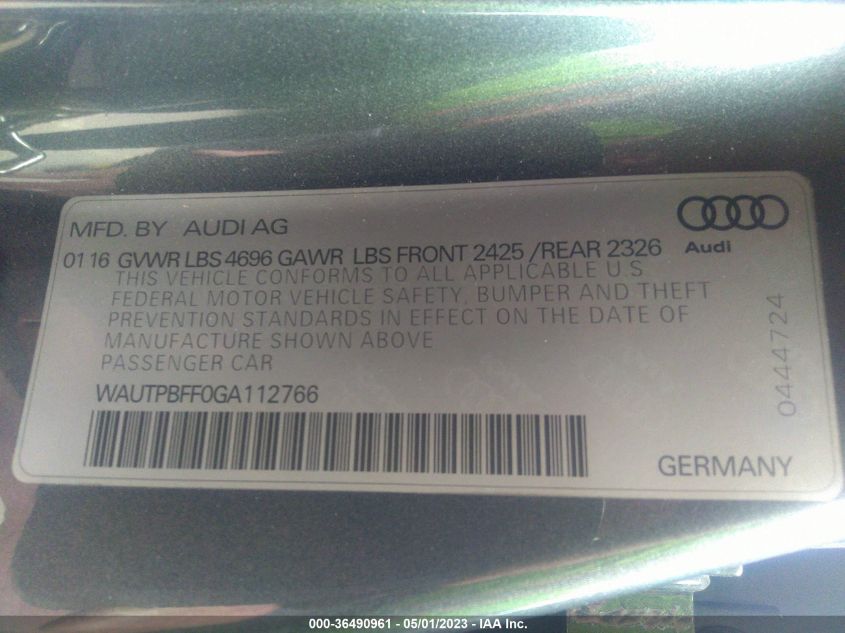 MFD. BY AUDI AG
01 16 GVWR LBS 4696 GAWR LBS FRONT 2425 /REAR 2326
Audi
THIS VEHICLE CONFORMS TO ALL APPLICABLE U.S.
FEDERAL MOTOR VEHICLE SAFETY, BUMPER AND THEFT
PREVENTION STANDARDS IN EFFECT ON THE DATE OF
MANUFACTURE SHOWN ABOVE
PASSENGER CAR
0444724
WAUTPBFF0GA112766
GERMANY
000-36490961 - 05/01/2023 - IAA Inc.